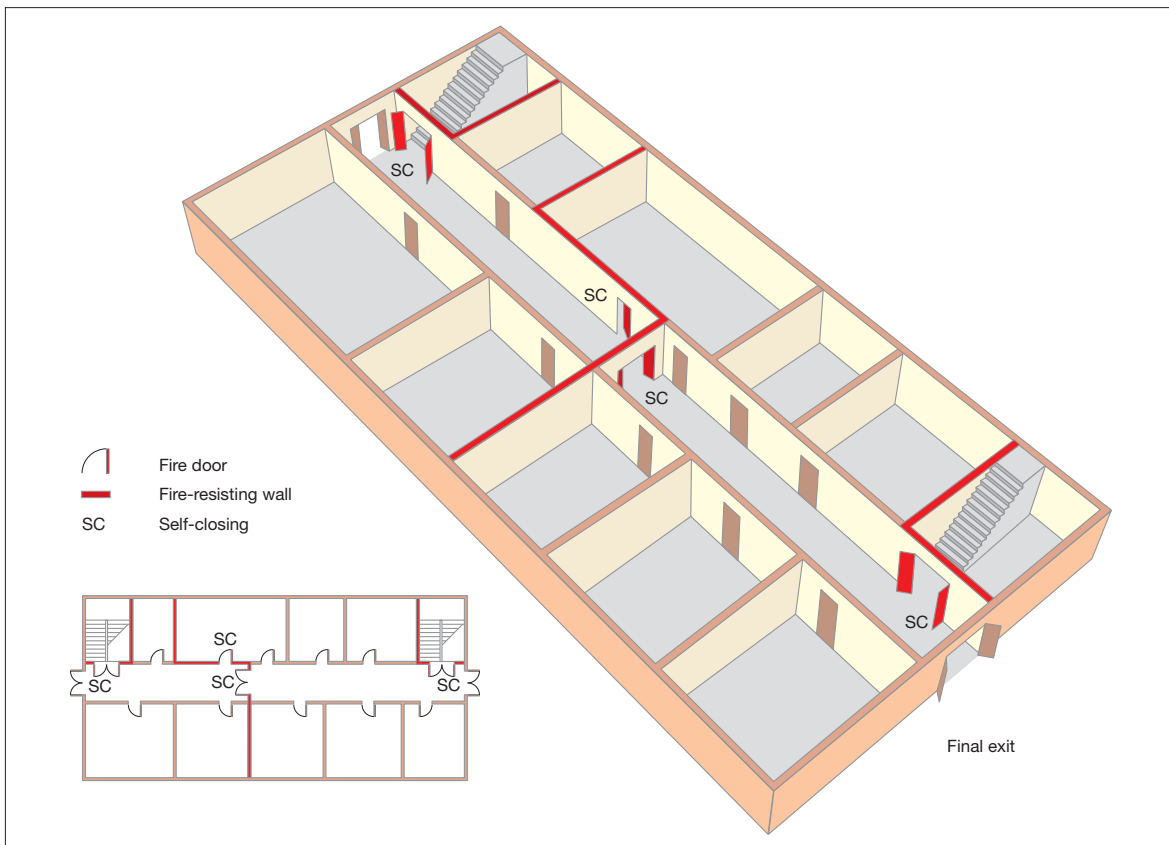 SC
SC
SC
SC
Fire door
Fire-resisting wall
SC Self-closing
SC
SC SC SC
Final exit